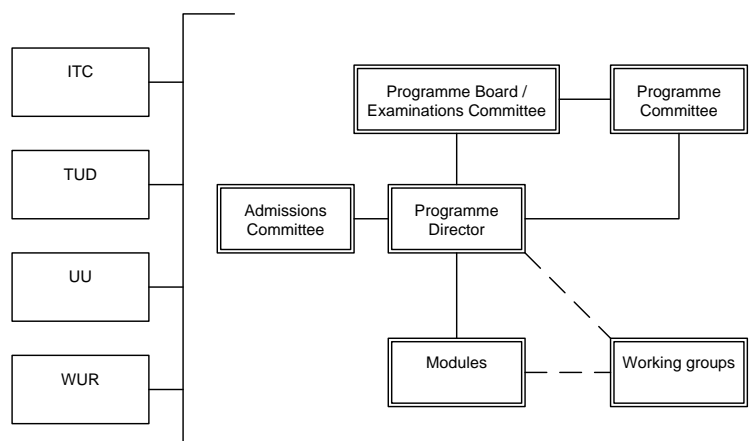 ITC
TUD
UU
WUR
Programme Board /
Examinations Committee
Programme
Committee
Admissions
Committee
Programme
Director
Modules
Working groups